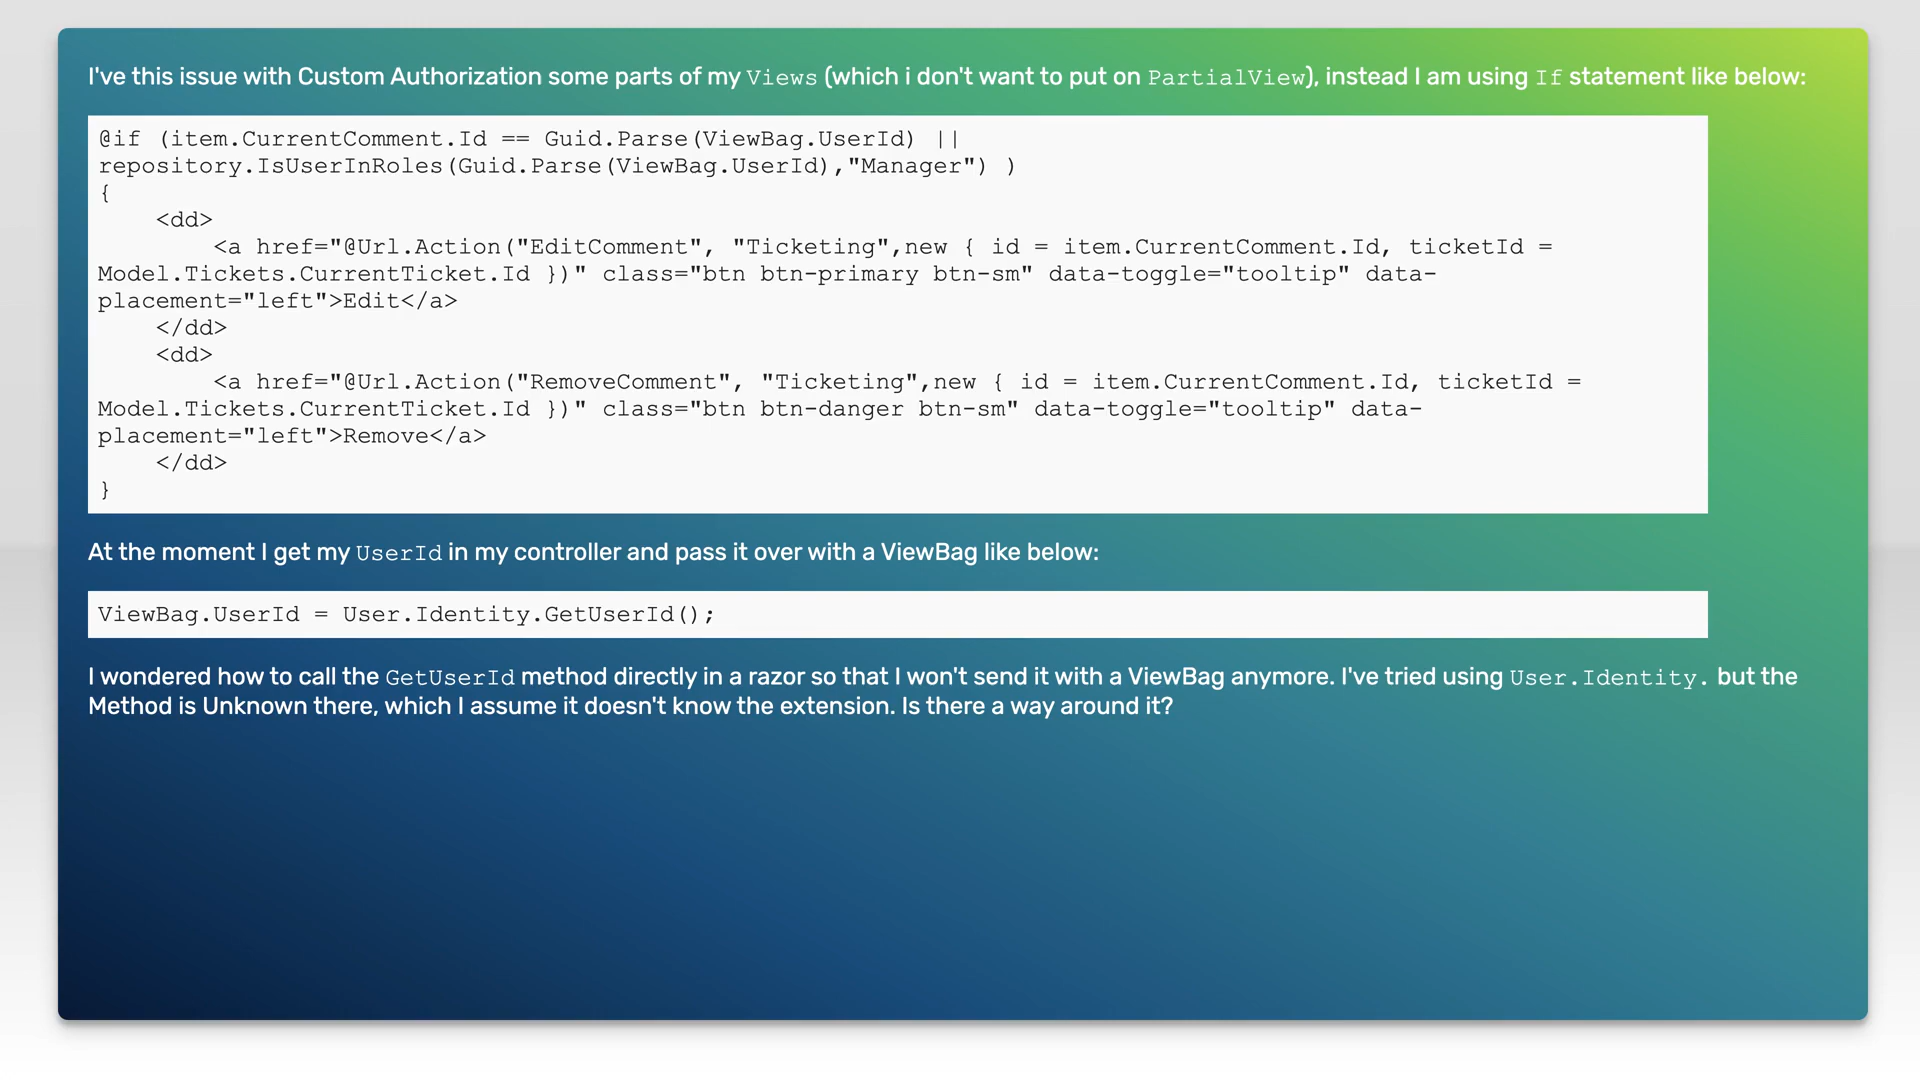 I've this issue with Custom Authorization some parts of my Views (which i don't want to put on PartialView), instead I am using If statement like below:
@if (item.CurrentComment.Id == Guid.Parse(ViewBag.UserId) ||
repository.IsUserInRoles(Guid.Parse(ViewBag.UserId),"Manager") )
{
    <dd>
        <a href="@Url.Action("EditComment", "Ticketing",new { id = item.CurrentComment.Id, ticketId =
Model.Tickets.CurrentTicket.Id })" class="btn btn-primary btn-sm" data-toggle="tooltip" data-
placement="left">Edit</a>
    </dd>
    <dd>
        <a href="@Url.Action("RemoveComment", "Ticketing",new { id = item.CurrentComment.Id, ticketId =
Model.Tickets.CurrentTicket.Id })" class="btn btn-danger btn-sm" data-toggle="tooltip" data-
placement="left">Remove</a>
    </dd>
}
At the moment I get my UserId in my controller and pass it over with a ViewBag like below:
ViewBag.UserId = User.Identity.GetUserId();
I wondered how to call the GetUserId method directly in a razor so that I won't send it with a ViewBag anymore. I've tried using User.Identity. but the
Method is Unknown there, which I assume it doesn't know the extension. Is there a way around it?